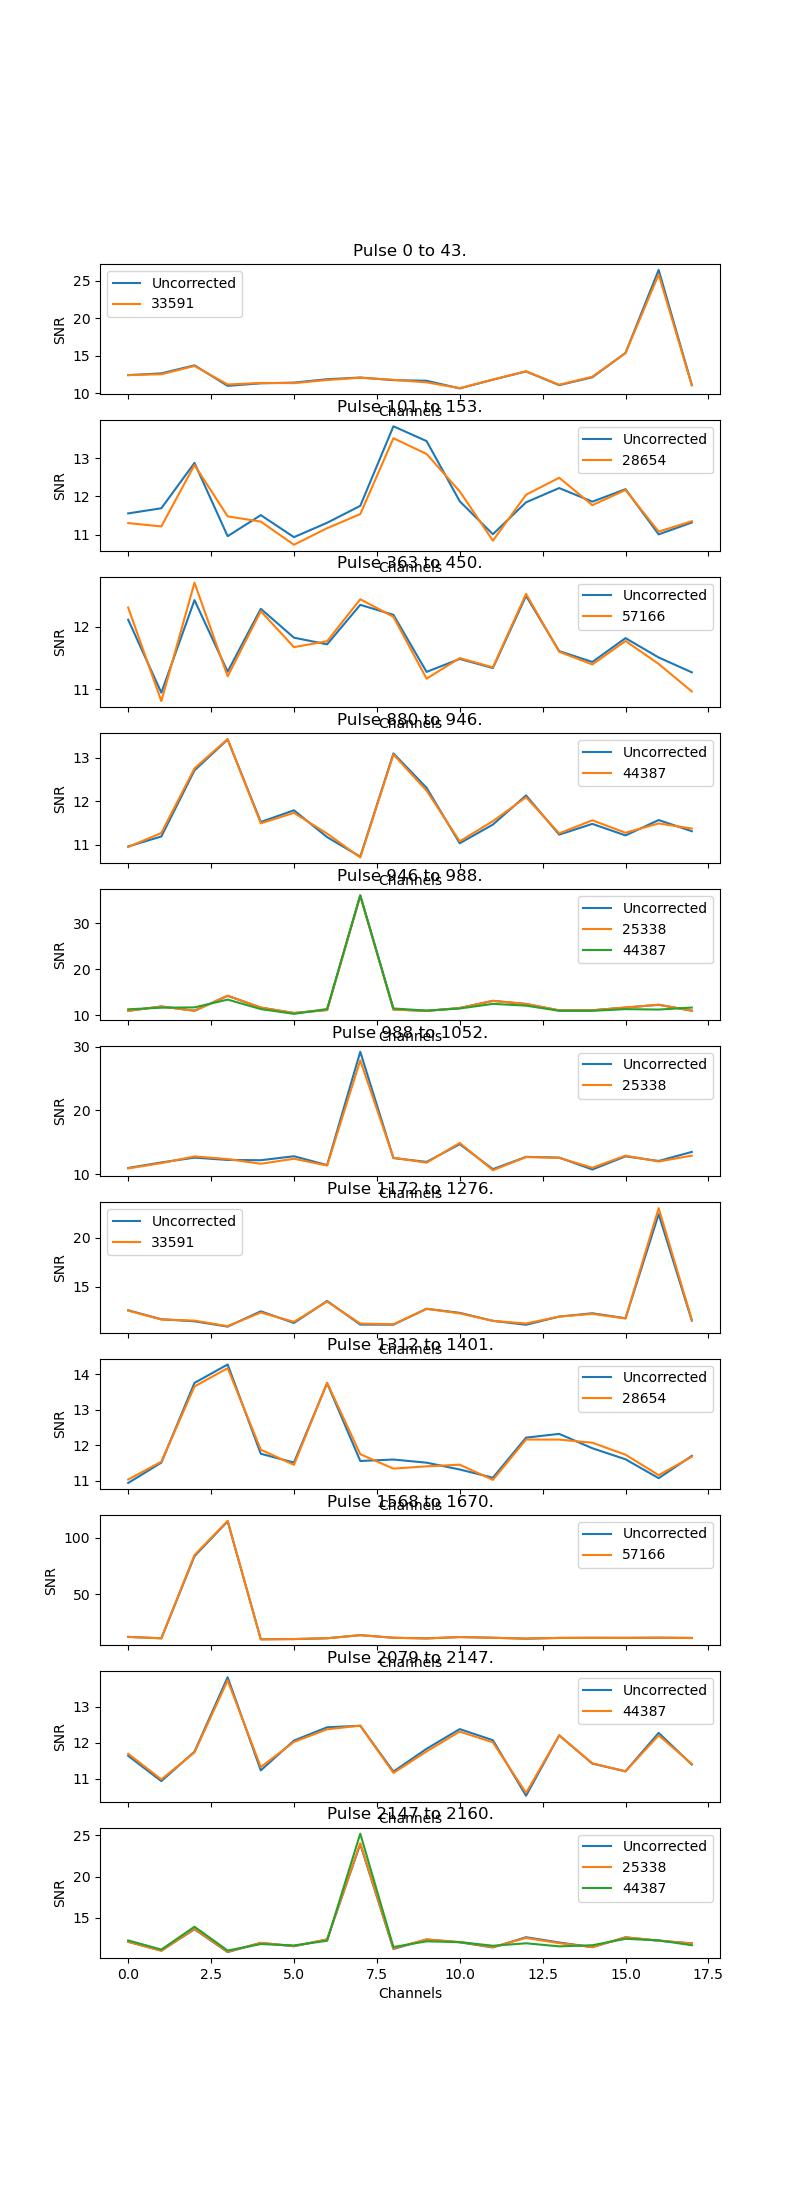 Pulse 0 to 43.
SNR
25
20
15
10
Uncorrected
33591
Channels
Pulse 101 to 153.
SNR
13
12
11
Uncorrected
28654
Channels
Pulse 363 to 450.
SNR
12
11
Uncorrected
57166
Channels
Pulse 880 to 946.
SNR
13
12
11
Uncorrected
44387
Channels
Pulse 946 to 988.
SNR
30
20
10
Uncorrected
25338
44387
Channels
Pulse 988 to 1052.
SNR
30
20
10
Uncorrected
25338
Channels
Pulse 1172 to 1276.
SNR
20
15
Uncorrected
33591
Channels
Pulse 1312 to 1401.
SNR
14
13
12
11
Uncorrected
28654
Channels
Pulse 1568 to 1670.
SNR
100
50
Uncorrected
57166
Channels
Pulse 2079 to 2147.
SNR
13
12
11
Uncorrected
44387
Channels
Pulse 2147 to 2160.
SNR
25
20
15
Uncorrected
25338
44387
0.0 2.5 5.0 7.5 10.0 12.5 15.0 17.5
Channels